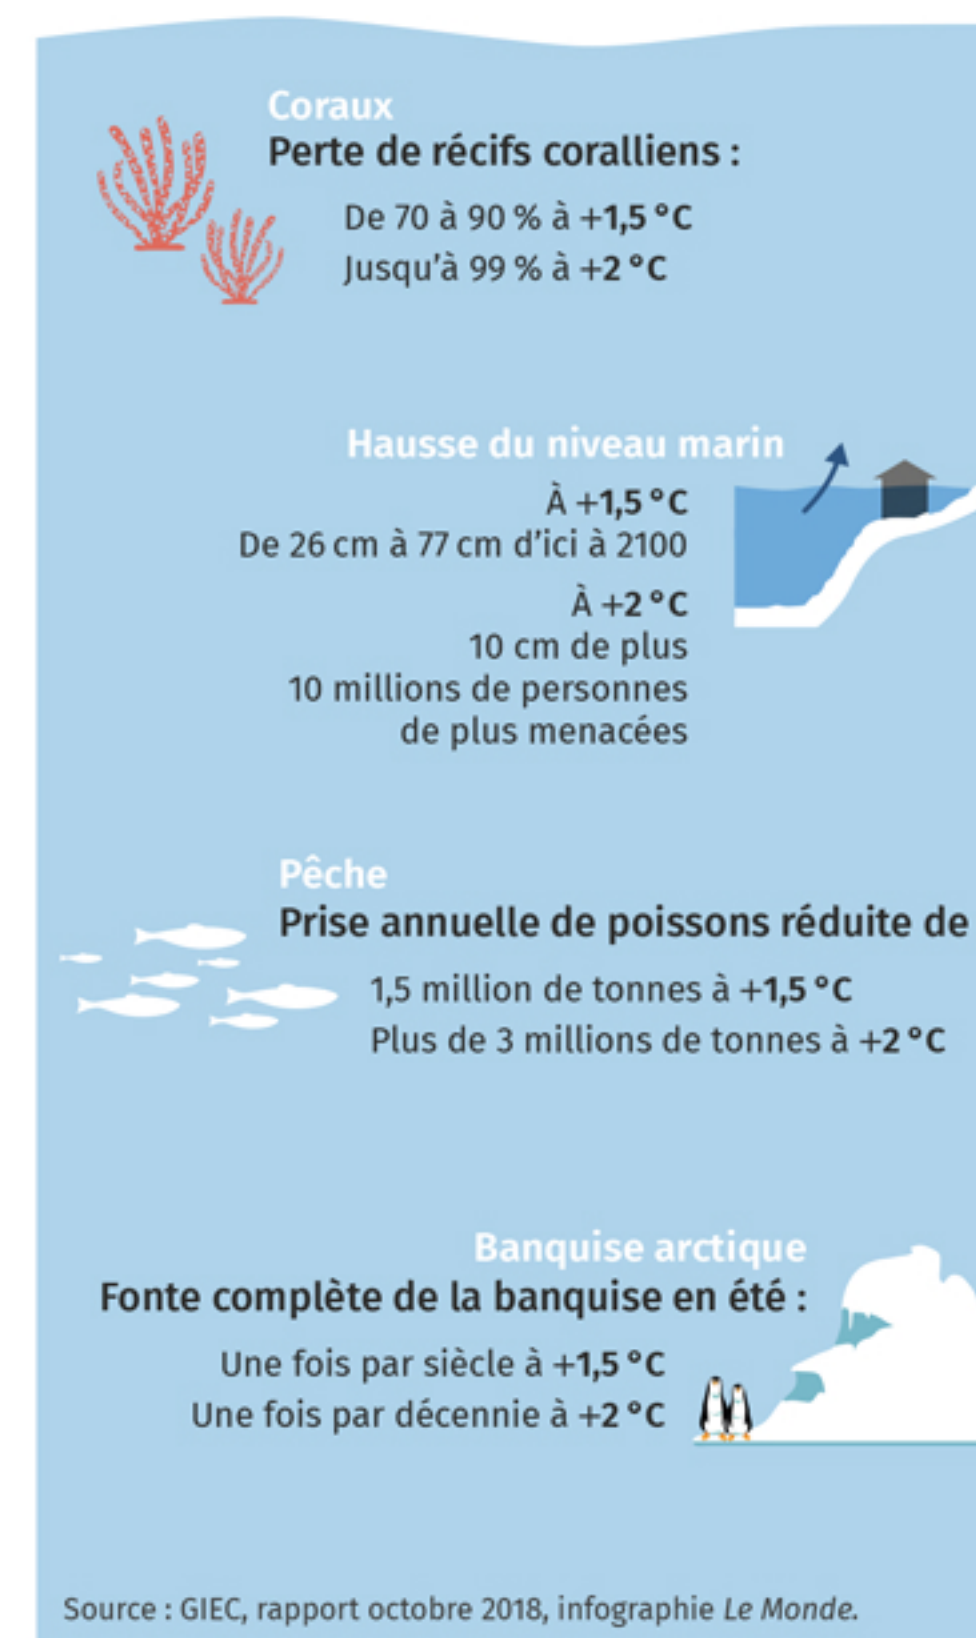 Coraux
Perte de récifs coralliens :
De 70 à 90 % à +1,5 °C
Jusqu'à 99 % à +2 °C
Hausse du niveau marin
À +1,5 °C
De 26 cm à 77 cm d'ici à 2100
À +2 °C
10 cm de plus
10 millions de personnes
de plus menacées
Pêche
Prise annuelle de poissons réduite de
1,5 million de tonnes à +1,5 °C
Plus de 3 millions de tonnes à +2 °C
Banquise arctique
Fonte complète de la banquise en été :
Une fois par siècle à +1,5 °C
Une fois par décennie à +2 °C
Source : GIEC, rapport octobre 2018, infographie Le Monde.